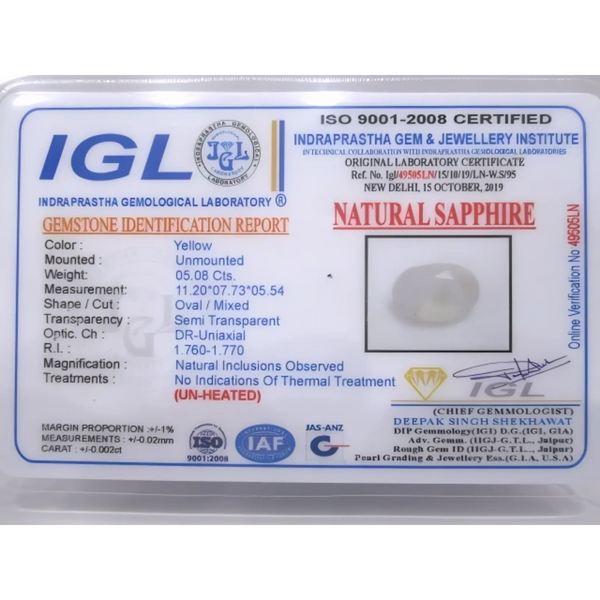 IGL
INDRAPRASTHA GEMOLOGICAL
LABORATORY
IGL
INDRAPRASTHA GEMOLOGICAL LABORATORY ®
GEMSTONE IDENTIFICATION REPORT
Color : Yellow
Mounted : Unmounted
Weight: 05.08 Cts.
Measurement: 11.20*07.73*05.54
Shape / Cut : Oval / Mixed
Transparency : Semi Transparent
Optic. Ch : DR-Uniaxial
R.I. : 1.760-1.770
Magnification : Natural Inclusions Observed
Treatments : No Indications Of Thermal Treatment
(UN-HEATED)
MARGIN PROPORTION :+/-1%
MEASUREMENTS : +/-0.02mm
CARAT : +/-0.002ct
ISO
9001:2008
IAF
JAS-ANZ
ISO 9001-2008 CERTIFIED
INDRAPRASTHA GEM & JEWELLERY INSTITUTE
IN TECHNICAL COLLABORATION WITH INDRAPRASTHA GEMOLOGICAL LABORATORIES
ORIGINAL LABORATORY CERTIFICATE
Ref. No. Igl/49505LN/15/10/19/LN-W.S/95
NEW DELHI, 15 OCTOBER, 2019
NATURAL SAPPHIRE
Online Verification No 49505LN
IGL
(CHIEF GEMMOLOGIST)
DEEPAK SINGH SHEKHAWAT
DIP Gemmology(IGI) D.G,(IGI, GIA)
Adv. Gemm. (IIGJ-G.T.L., Jaipur)
Rough Gem ID (IIGJ-G.T.L., Jaipur)
Pearl Grading & Jewellery Ess.(G.I.A, U.S.A)